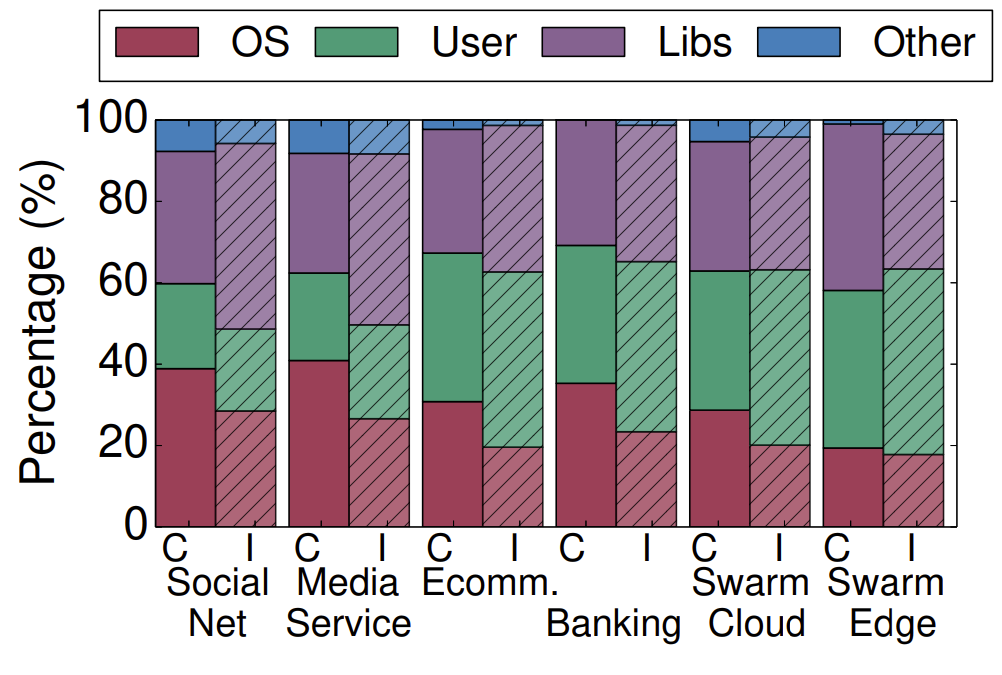 OS User Libs Other
Percentage (%)
100
80
60
40
20
0
C I C I C I C I C I C I
Social Media Ecomm. Swarm Swarm
Net Service Banking Cloud Edge